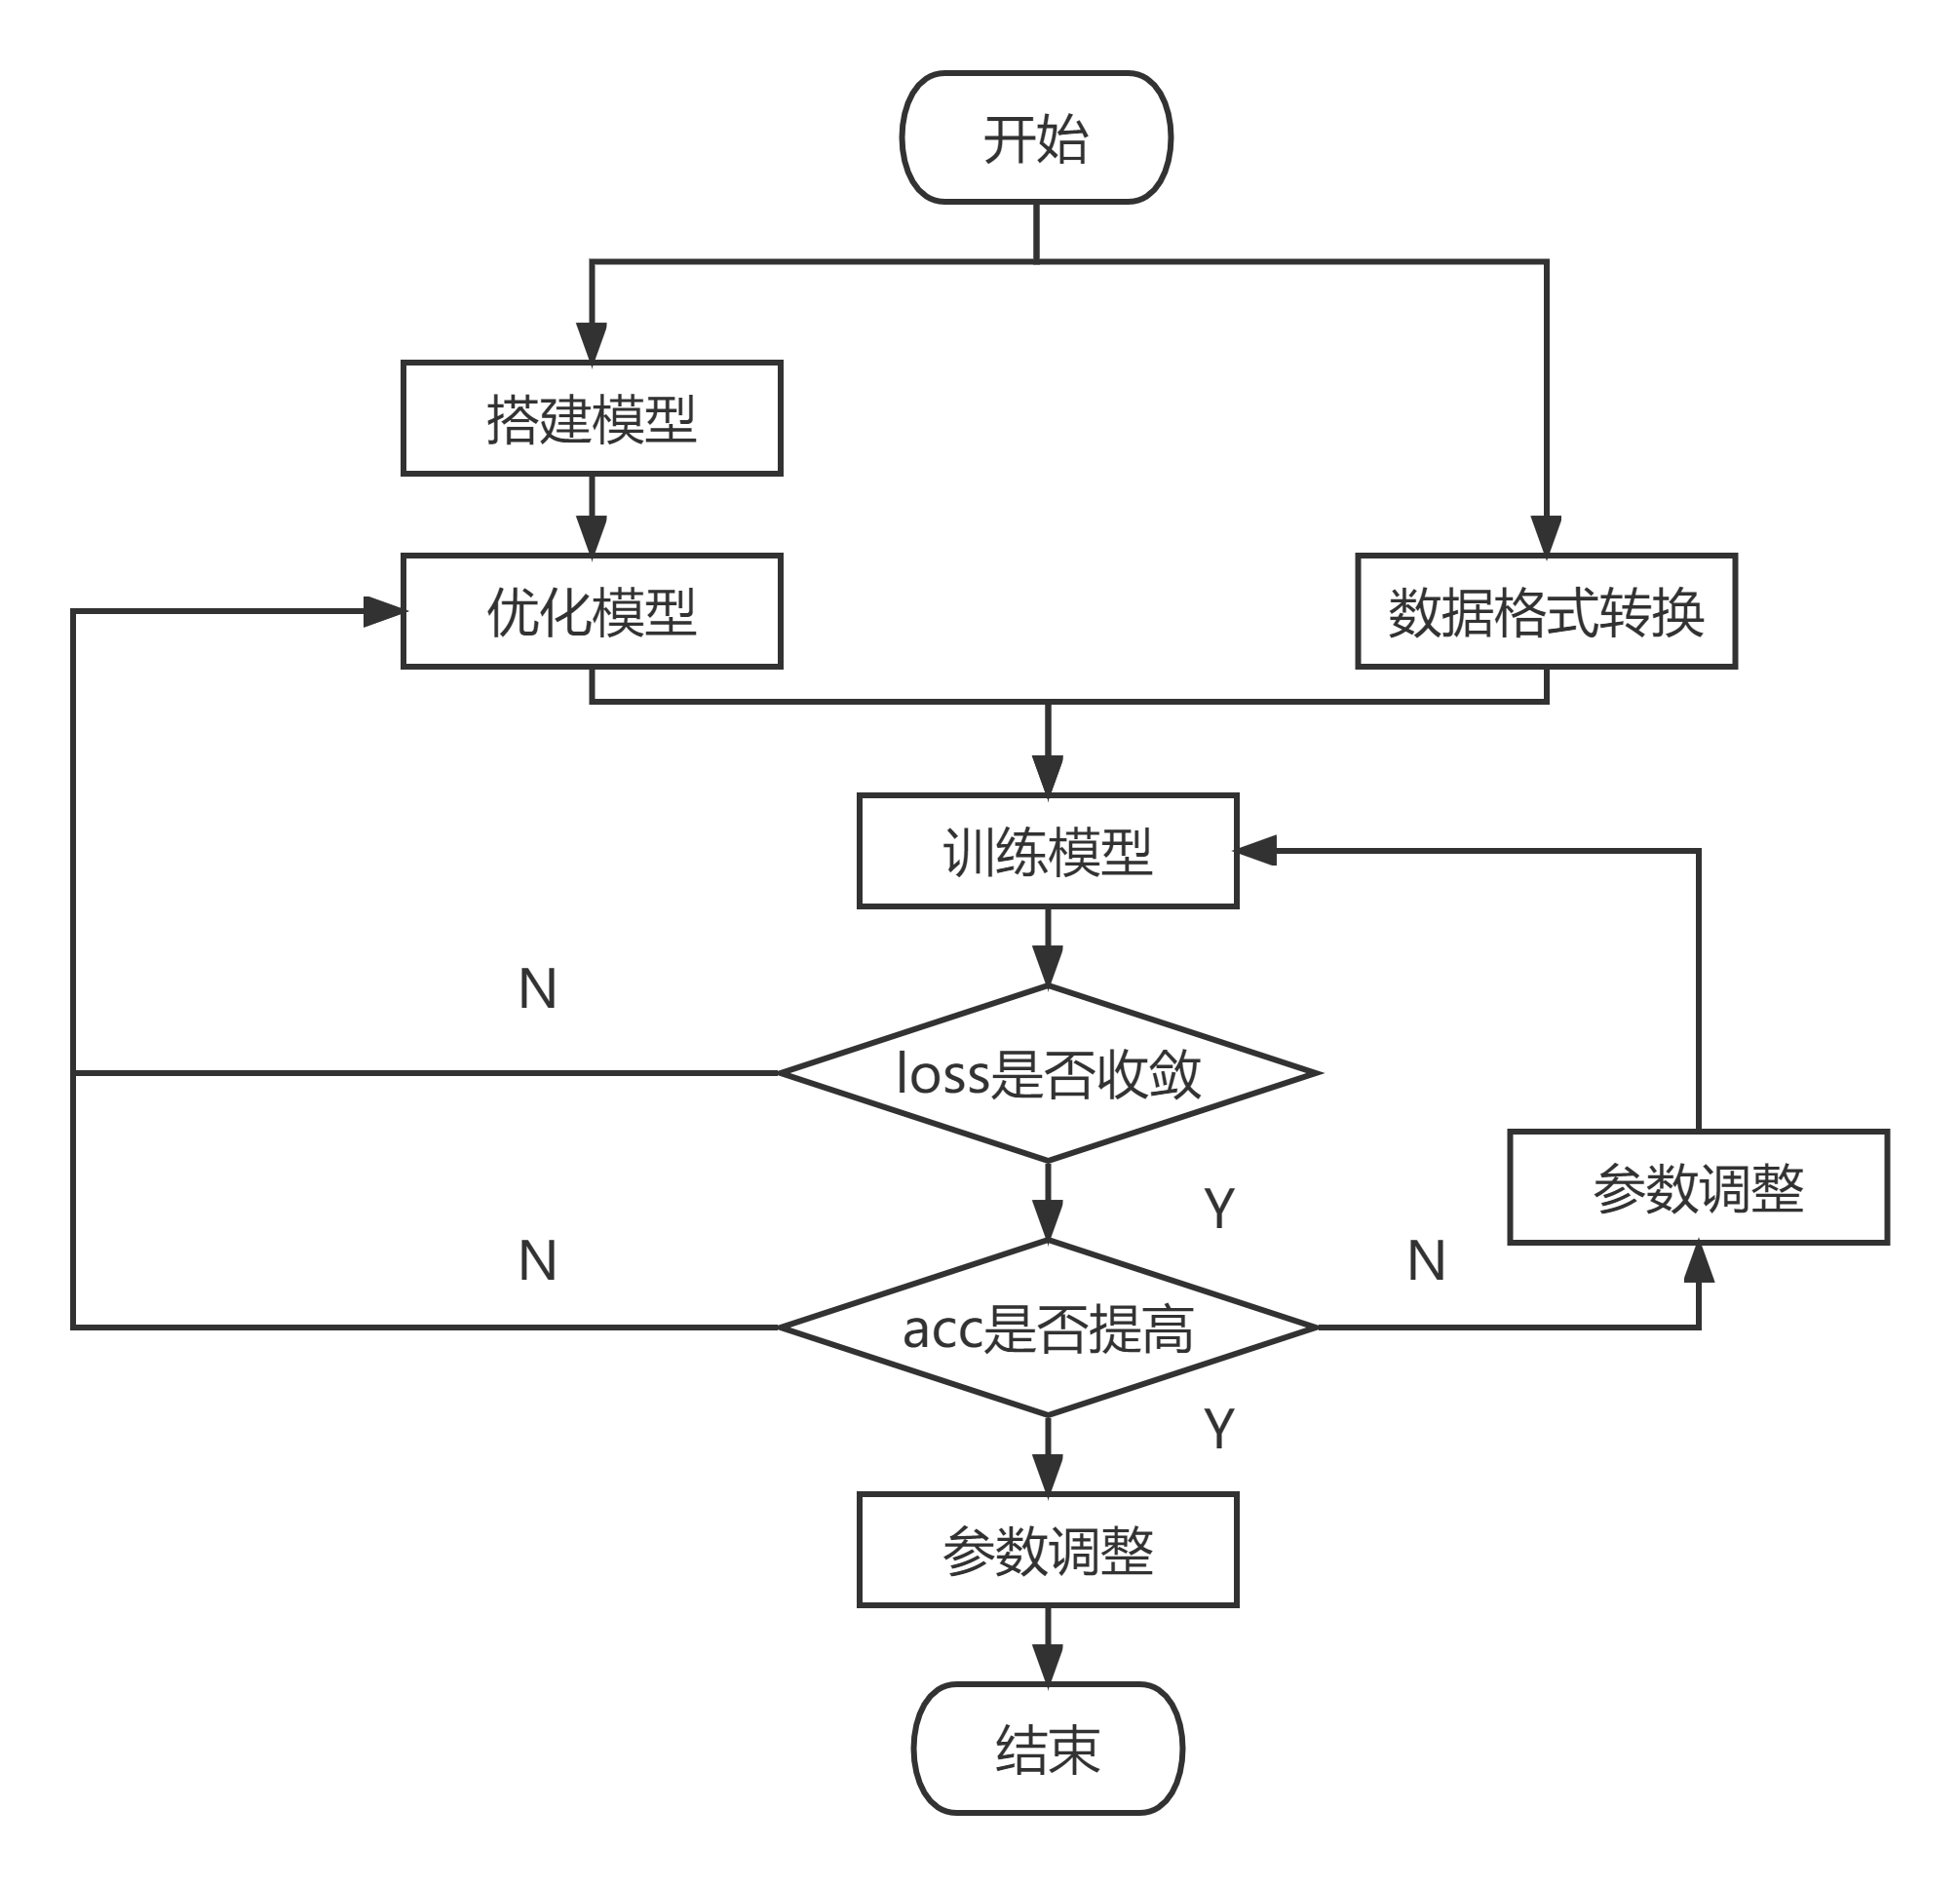 开始
搭建模型
优化模型
数据格式转换
训练模型
N
loss是否收敛
Y
参数调整
N
N
acc是否提高
Y
参数调整
结束